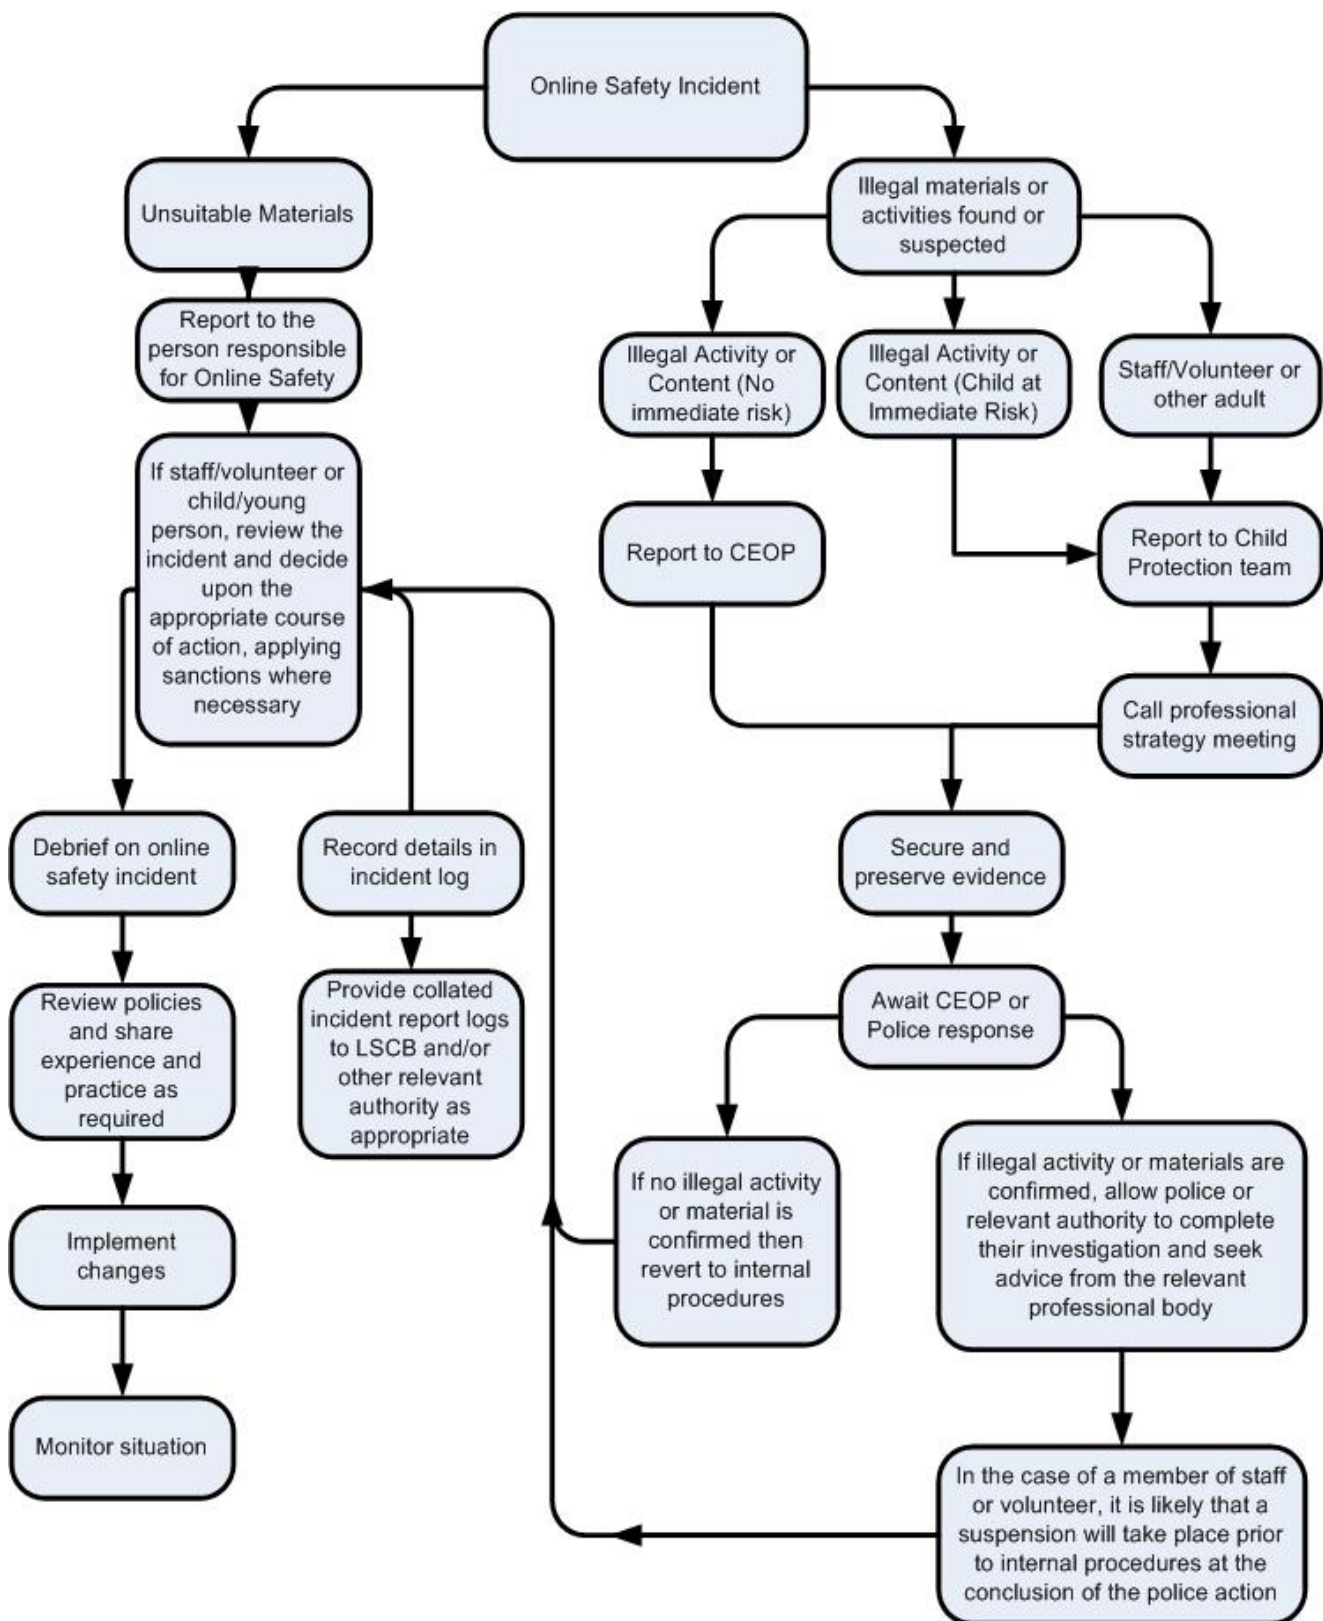 Online Safety Incident
Unsuitable Materials
Illegal materials or
activities found or
suspected
Report to the
person responsible
for Online Safety
Illegal Activity or
Content (No
immediate risk)
Illegal Activity or
Content (Child at
Immediate Risk)
Staff/Volunteer or
other adult
If staff/volunteer or
child/young
person, review the
incident and decide
upon the
appropriate course
of action, applying
sanctions where
necessary
Report to CEOP
Report to Child
Protection team
Call professional
strategy meeting
Debrief on online
safety incident
Record details in
incident log
Secure and
preserve evidence
Review policies
and share
experience and
practice as
required
Provide collated
incident report logs
to LSCB and/or
other relevant
authority as
appropriate
Await CEOP or
Police response
If no illegal activity
or material is
confirmed then
revert to internal
procedures
If illegal activity or materials are
confirmed, allow police or
relevant authority to complete
their investigation and seek
advice from the relevant
professional body
Implement
changes
Monitor situation
In the case of a member of staff
or volunteer, it is likely that a
suspension will take place prior
to internal procedures at the
conclusion of the police action